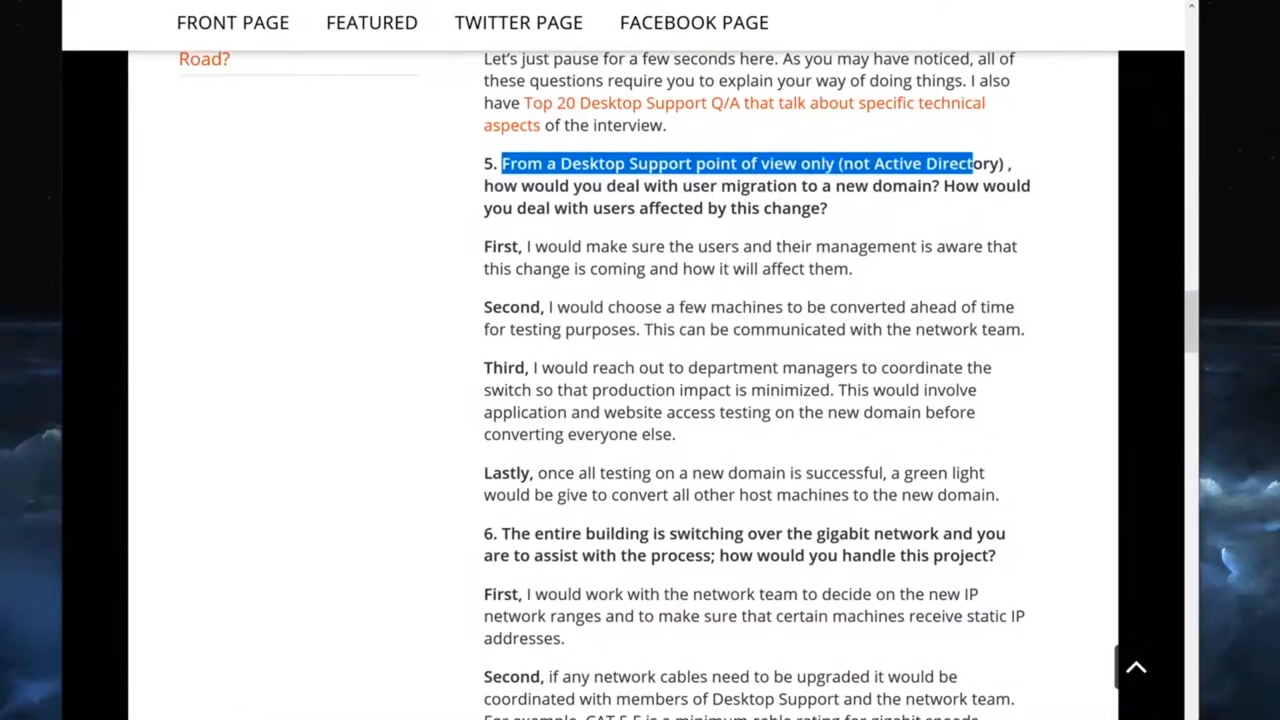 FRONT PAGE FEATURED TWITTER PAGE FACEBOOK PAGE
Road?
Let's just pause for a few seconds here. As you may have noticed, all of
these questions require you to explain your way of doing things. I also
have Top 20 Desktop Support Q/A that talk about specific technical
aspects of the interview.
5. From a Desktop Support point of view only (not Active Directory) ,
how would you deal with user migration to a new domain? How would
you deal with users affected by this change?
First, I would make sure the users and their management is aware that
this change is coming and how it will affect them.
Second, I would choose a few machines to be converted ahead of time
for testing purposes. This can be communicated with the network team.
Third, I would reach out to department managers to coordinate the
switch so that production impact is minimized. This would involve
application and website access testing on the new domain before
converting everyone else.
Lastly, once all testing on a new domain is successful, a green light
would be give to convert all other host machines to the new domain.
6. The entire building is switching over the gigabit network and you
are to assist with the process; how would you handle this project?
First, I would work with the network team to decide on the new IP
network ranges and to make sure that certain machines receive static IP
addresses.
Second, if any network cables need to be upgraded it would be
coordinated with members of Desktop Support and the network team.
For example, CAT 5 E is a minimum cable rating for gigabit speeds